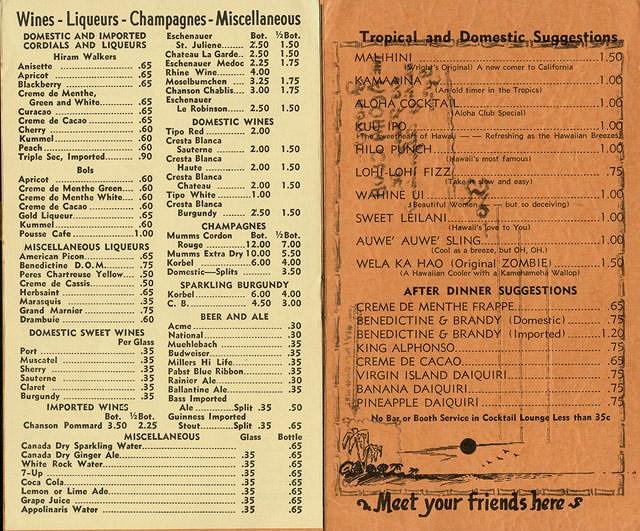 Wines - Liqueurs - Champagnes - Miscellaneous
DOMESTIC AND IMPORTED
CORDIALS AND LIQUEURS
Hiram Walkers
Anisette .65
Apricot .65
Blackberry .65
Creme de Menthe,
Green and White .65
Curacao .65
Creme de Cacao .65
Cherry .60
Kummel .60
Peach .60
Triple Sec, Imported .90
Bols
Apricot .60
Creme de Menthe Green .60
Creme de Menthe White .60
Creme de Cacao .60
Gold Liqueur .65
Kummel .60
Pousse Cafe 1.00
MISCELLANEOUS LIQUEURS
American Picon .65
Benedictine D.O.M. .75
Peres Chartreuse Yellow .50
Creme de Cassis .50
Herbsaint .65
Marasquis .35
Grand Marnier .75
Drambuie .60
DOMESTIC SWEET WINES
Per Glass
Port .35
Muscatel .35
Sherry .35
Sauterne .35
Claret .35
Burgundy .35
IMPORTED WINES
Bot. ½Bot.
Chanson Pommard 3.50 2.25
Eschenauer Bot. ½Bot.
St. Juliene 2.50 1.50
Chateau La Garde 2.50 1.50
Eschenauer Medoc 2.25 1.75
Rhine Wine 4.00
Moselbumchen 3.25 1.75
Chanson Chablis 3.00 1.75
Eschenauer
Le Robinson 2.50 1.50
DOMESTIC WINES
Tipo Red 2.00
Cresta Blanca
Sauterne 2.00 1.50
Cresta Blanca
Haute 2.00 1.50
Cresta Blanca
Chateau 2.00 1.50
Tipo White 1.00
Cresta Blanca
Burgundy 2.50 1.50
CHAMPAGNES
Mumms Cordon Bot. ½Bot.
Rouge 12.00 7.00
Mumms Extra Dry 10.00 5.50
Korbel 6.00 4.00
Domestic—Splits 3.50
SPARKLING BURGUNDY
Korbel 6.00 4.00
C. B. 4.50 3.00
BEER AND ALE
Acme .30
National .30
Muehlebach .35
Budweiser .35
Millers Hi Life .35
Pabst Blue Ribbon .35
Rainier Ale .30
Ballantine Ale .35
Bass Imported
Ale Split .35 .50
Guinness Imported
Stout Split .35 .65
MISCELLANEOUS Glass Bottle
Canada Dry Sparkling Water .35 .65
Canada Dry Ginger Ale .35 .65
White Rock Water .35 .65
7-Up .35 .65
Coca Cola .35 .65
Lemon or Lime Ade .35 .65
Grape Juice .35 .65
Appolinaris Water .35 .65
Tropical and Domestic Suggestions
MALIHINI 1.50
(Wright's Original) A new comer to California
KAMAAINA 1.00
(An old timer in the Tropics)
ALOHA COCKTAIL 1.00
(Aloha Club Special)
KUU IPO 1.00
(The sweethearts of Hawaii — — Refreshing as the Hawaiian Breezes)
HILO PUNCH 1.00
(Hawaii's most famous)
LOHI-LOHI FIZZ .75
(Take it slow and easy)
WAHINE UI 1.00
(Beautiful Women but so deceiving)
SWEET LEILANI 1.00
(Hawaii's love to You)
AUWE' AUWE' SLING 1.00
(Cool as a breeze, but OH, OH.)
WELA KA HAO (Original ZOMBIE) 1.50
(A Hawaiian Cooler with a Kamehameha Wallop)
AFTER DINNER SUGGESTIONS
CREME DE MENTHE FRAPPE .65
BENEDICTINE & BRANDY (Domestic) .75
BENEDICTINE & BRANDY (Imported) 1.20
KING ALPHONSO .75
CREME DE CACAO .65
VIRGIN ISLAND DAIQUIRI .75
BANANA DAIQUIRI .75
PINEAPPLE DAIQUIRI .75
No Bar or Booth Service in Cocktail Lounge Less than 35c
Meet your friends here